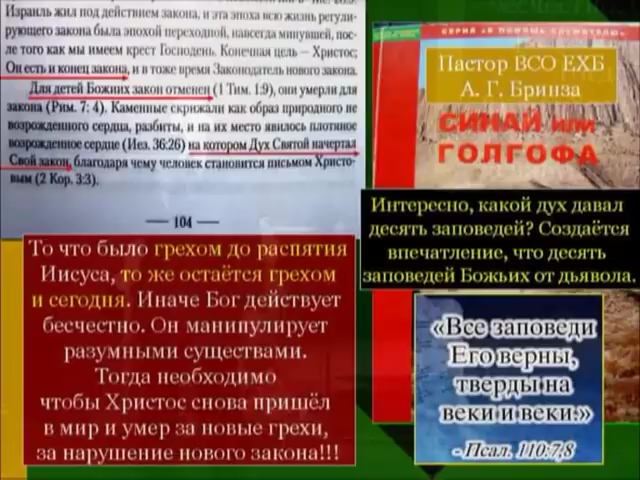 Израиль жил под действием закона, и эта эпоха всю жизнь регули-
рующего закона была эпохой переходной, навсегда минувшей, пос-
ле того как мы имеем крест Господень. Конечная цель — Христос;
Он есть и конец закона, и в тоже время Законодатель нового закона.
Для детей Божиих закон отменен (1 Тим. 1:9), они умерли для
закона (Рим. 7: 4). Каменные скрижали как образ природного не
возрожденного сердца, разбиты, и на их место явилось плотяное
возрожденное сердце (Иез. 36:26) на котором Дух Святой начертал
Свой закон, благодаря чему человек становится письмом Христо-
вым (2 Кор. 3:3).
— 104 —
То что было грехом до распятия
Иисуса, то же остаётся грехом
и сегодня. Иначе Бог действует
бесчестно. Он манипулирует
разумными существами.
Тогда необходимо
чтобы Христос снова пришёл
в мир и умер за новые грехи,
за нарушение нового закона!!!
СЕРИЯ «В ПОМОЩЬ СЛУЖИТЕЛЮ»
Пастор ВСО ЕХБ
А. Г. Бринза
СИНАЙ или
ГОЛГОФА
Интересно, какой дух давал
десять заповедей? Создаётся
впечатление, что десять
заповедей Божьих от дьявола.
«Все заповеди
Его верны,
тверды на
веки и веки.»
- Псал. 110:7,8